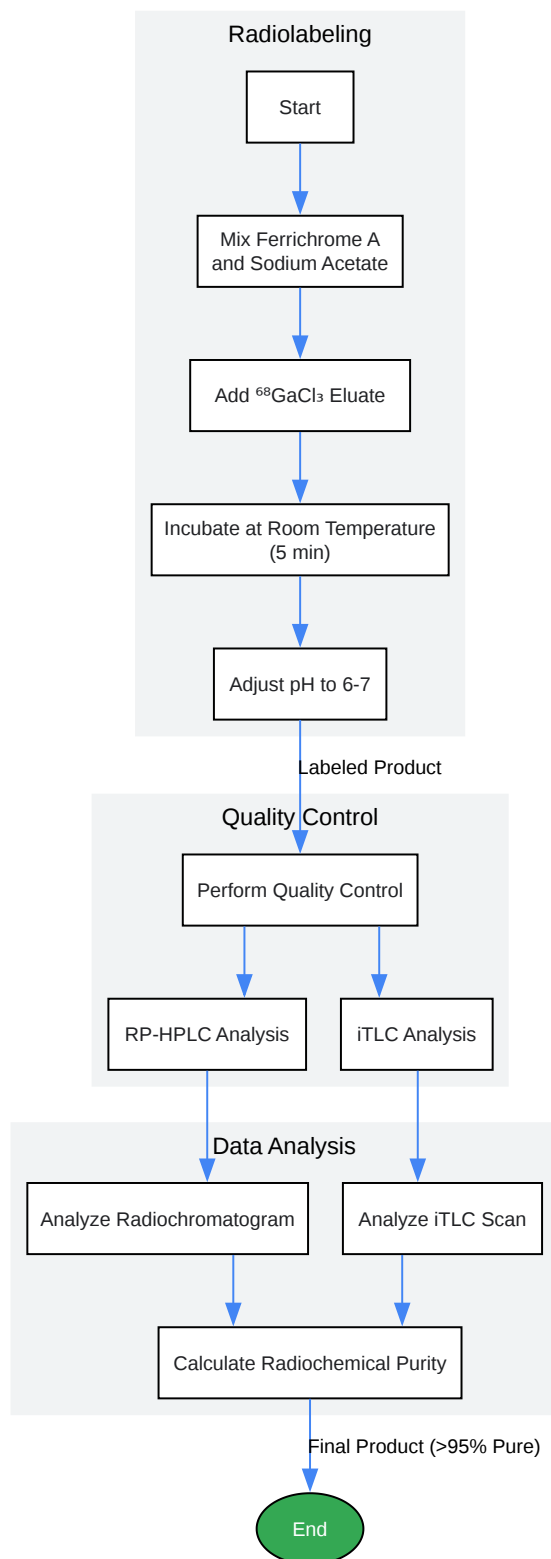 Radiolabeling
Start
Mix Ferrichrome A
and Sodium Acetate
Add ⁶⁸GaCl₃ Eluate
Incubate at Room Temperature
(5 min)
Adjust pH to 6-7
Labeled Product
Quality Control
Perform Quality Control
RP-HPLC Analysis
iTLC Analysis
Data Analysis
Analyze Radiochromatogram
Analyze iTLC Scan
Calculate Radiochemical Purity
Final Product (>95% Pure)
End